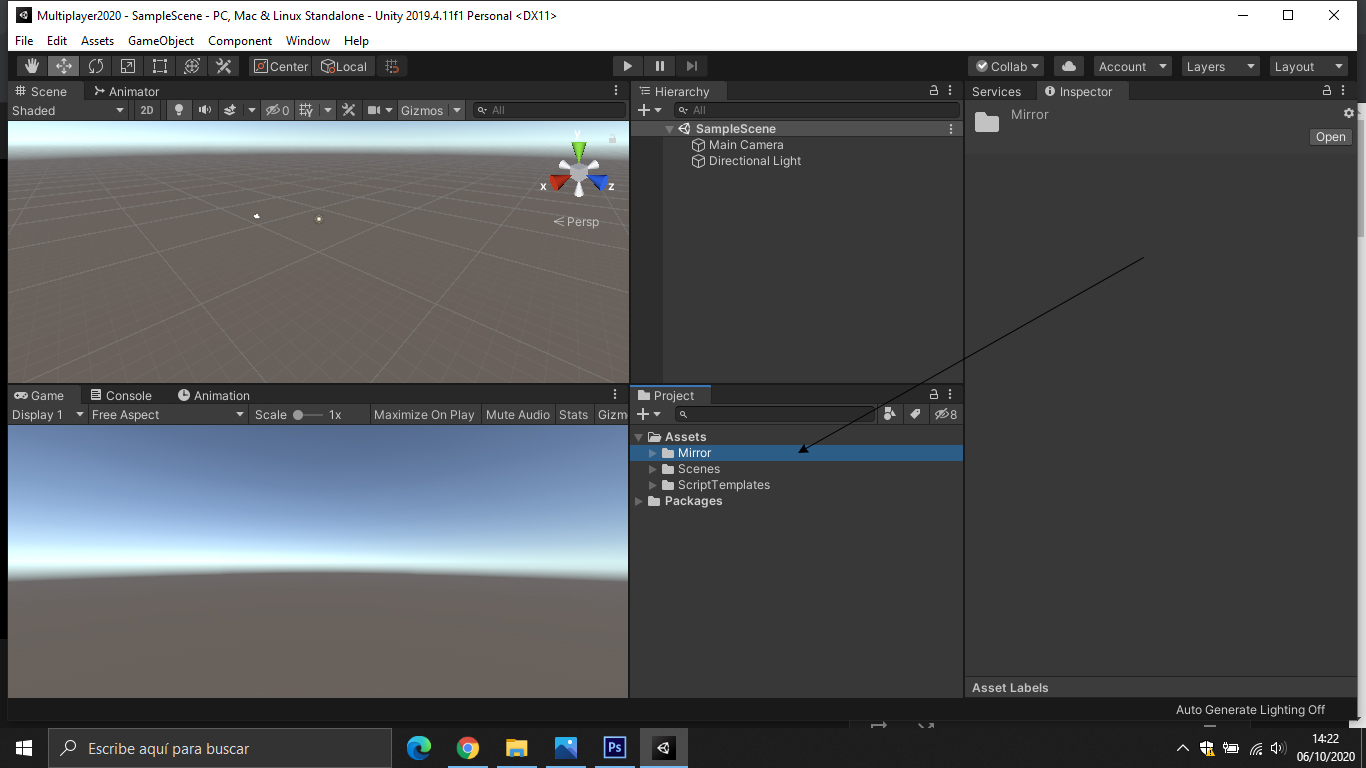 Multiplayer2020 - SampleScene - PC, Mac & Linux Standalone - Unity 2019.4.11f1 Personal <DX11>
File Edit Assets GameObject Component Window Help
Center Local Collab Account Layers Layout
Scene Animator
Shaded 2D 0 Gizmos All
y
x z
Persp
Hierarchy
All
SampleScene
Main Camera
Directional Light
Services Inspector
Mirror
Open
Game Console Animation
Display 1 Free Aspect Scale 1x Maximize On Play Mute Audio Stats Gizm
Project
8
Assets
Mirror
Scenes
ScriptTemplates
Packages
Asset Labels
Auto Generate Lighting Off
Escribe aquí para buscar
Ps
14:22
06/10/2020